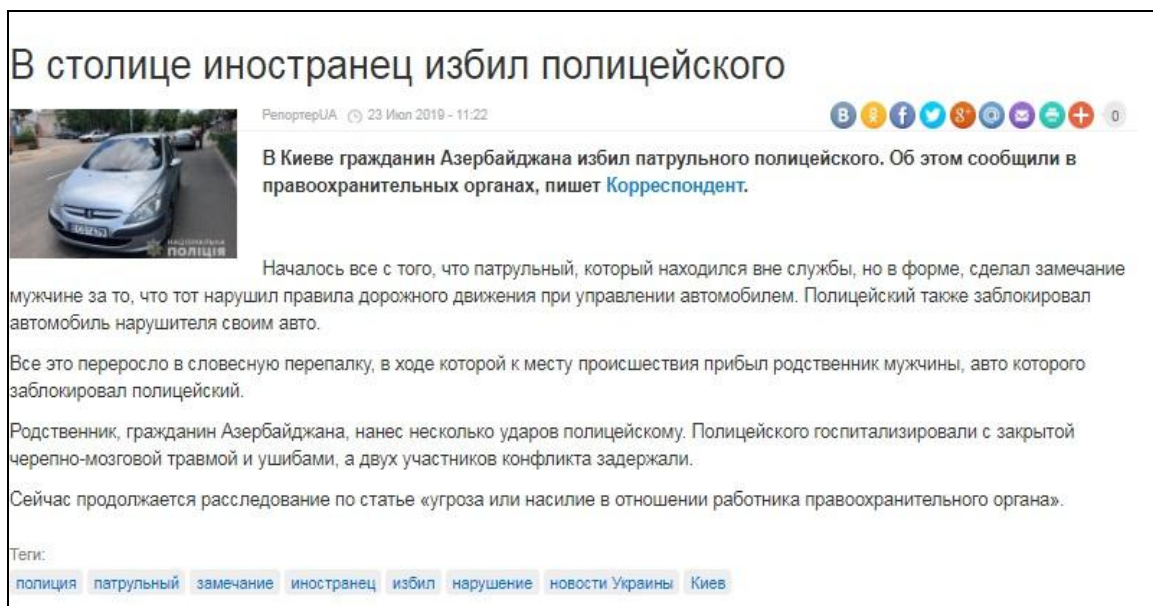 В столице иностранец избил полицейского
РепортерUA 23 Июл 2019 - 11:22
0
В Киеве гражданин Азербайджана избил патрульного полицейского. Об этом сообщили в
правоохранительных органах, пишет Корреспондент.
НАЦІОНАЛЬНА
ПОЛІЦІЯ
Началось все с того, что патрульный, который находился вне службы, но в форме, сделал замечание
мужчине за то, что тот нарушил правила дорожного движения при управлении автомобилем. Полицейский также заблокировал
автомобиль нарушителя своим авто.
Все это переросло в словесную перепалку, в ходе которой к месту происшествия прибыл родственник мужчины, авто которого
заблокировал полицейский.
Родственник, гражданин Азербайджана, нанес несколько ударов полицейскому. Полицейского госпитализировали с закрытой
черепно-мозговой травмой и ушибами, а двух участников конфликта задержали.
Сейчас продолжается расследование по статье «угроза или насилие в отношении работника правоохранительного органа».
Теги:
полиция патрульный замечание иностранец избил нарушение новости Украины Киев